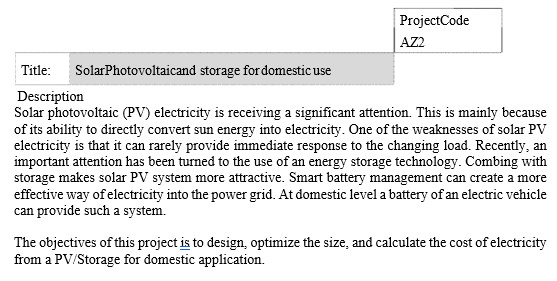 ProjectCode
AZ2
Title: SolarPhotovoltaicand storage for domestic use
Description
Solar photovoltaic (PV) electricity is receiving a significant attention. This is mainly because
of its ability to directly convert sun energy into electricity. One of the weaknesses of solar PV
electricity is that it can rarely provide immediate response to the changing load. Recently, an
important attention has been turned to the use of an energy storage technology. Combing with
storage makes solar PV system more attractive. Smart battery management can create a more
effective way of electricity into the power grid. At domestic level a battery of an electric vehicle
can provide such a system.
The objectives of this project is to design, optimize the size, and calculate the cost of electricity
from a PV/Storage for domestic application.